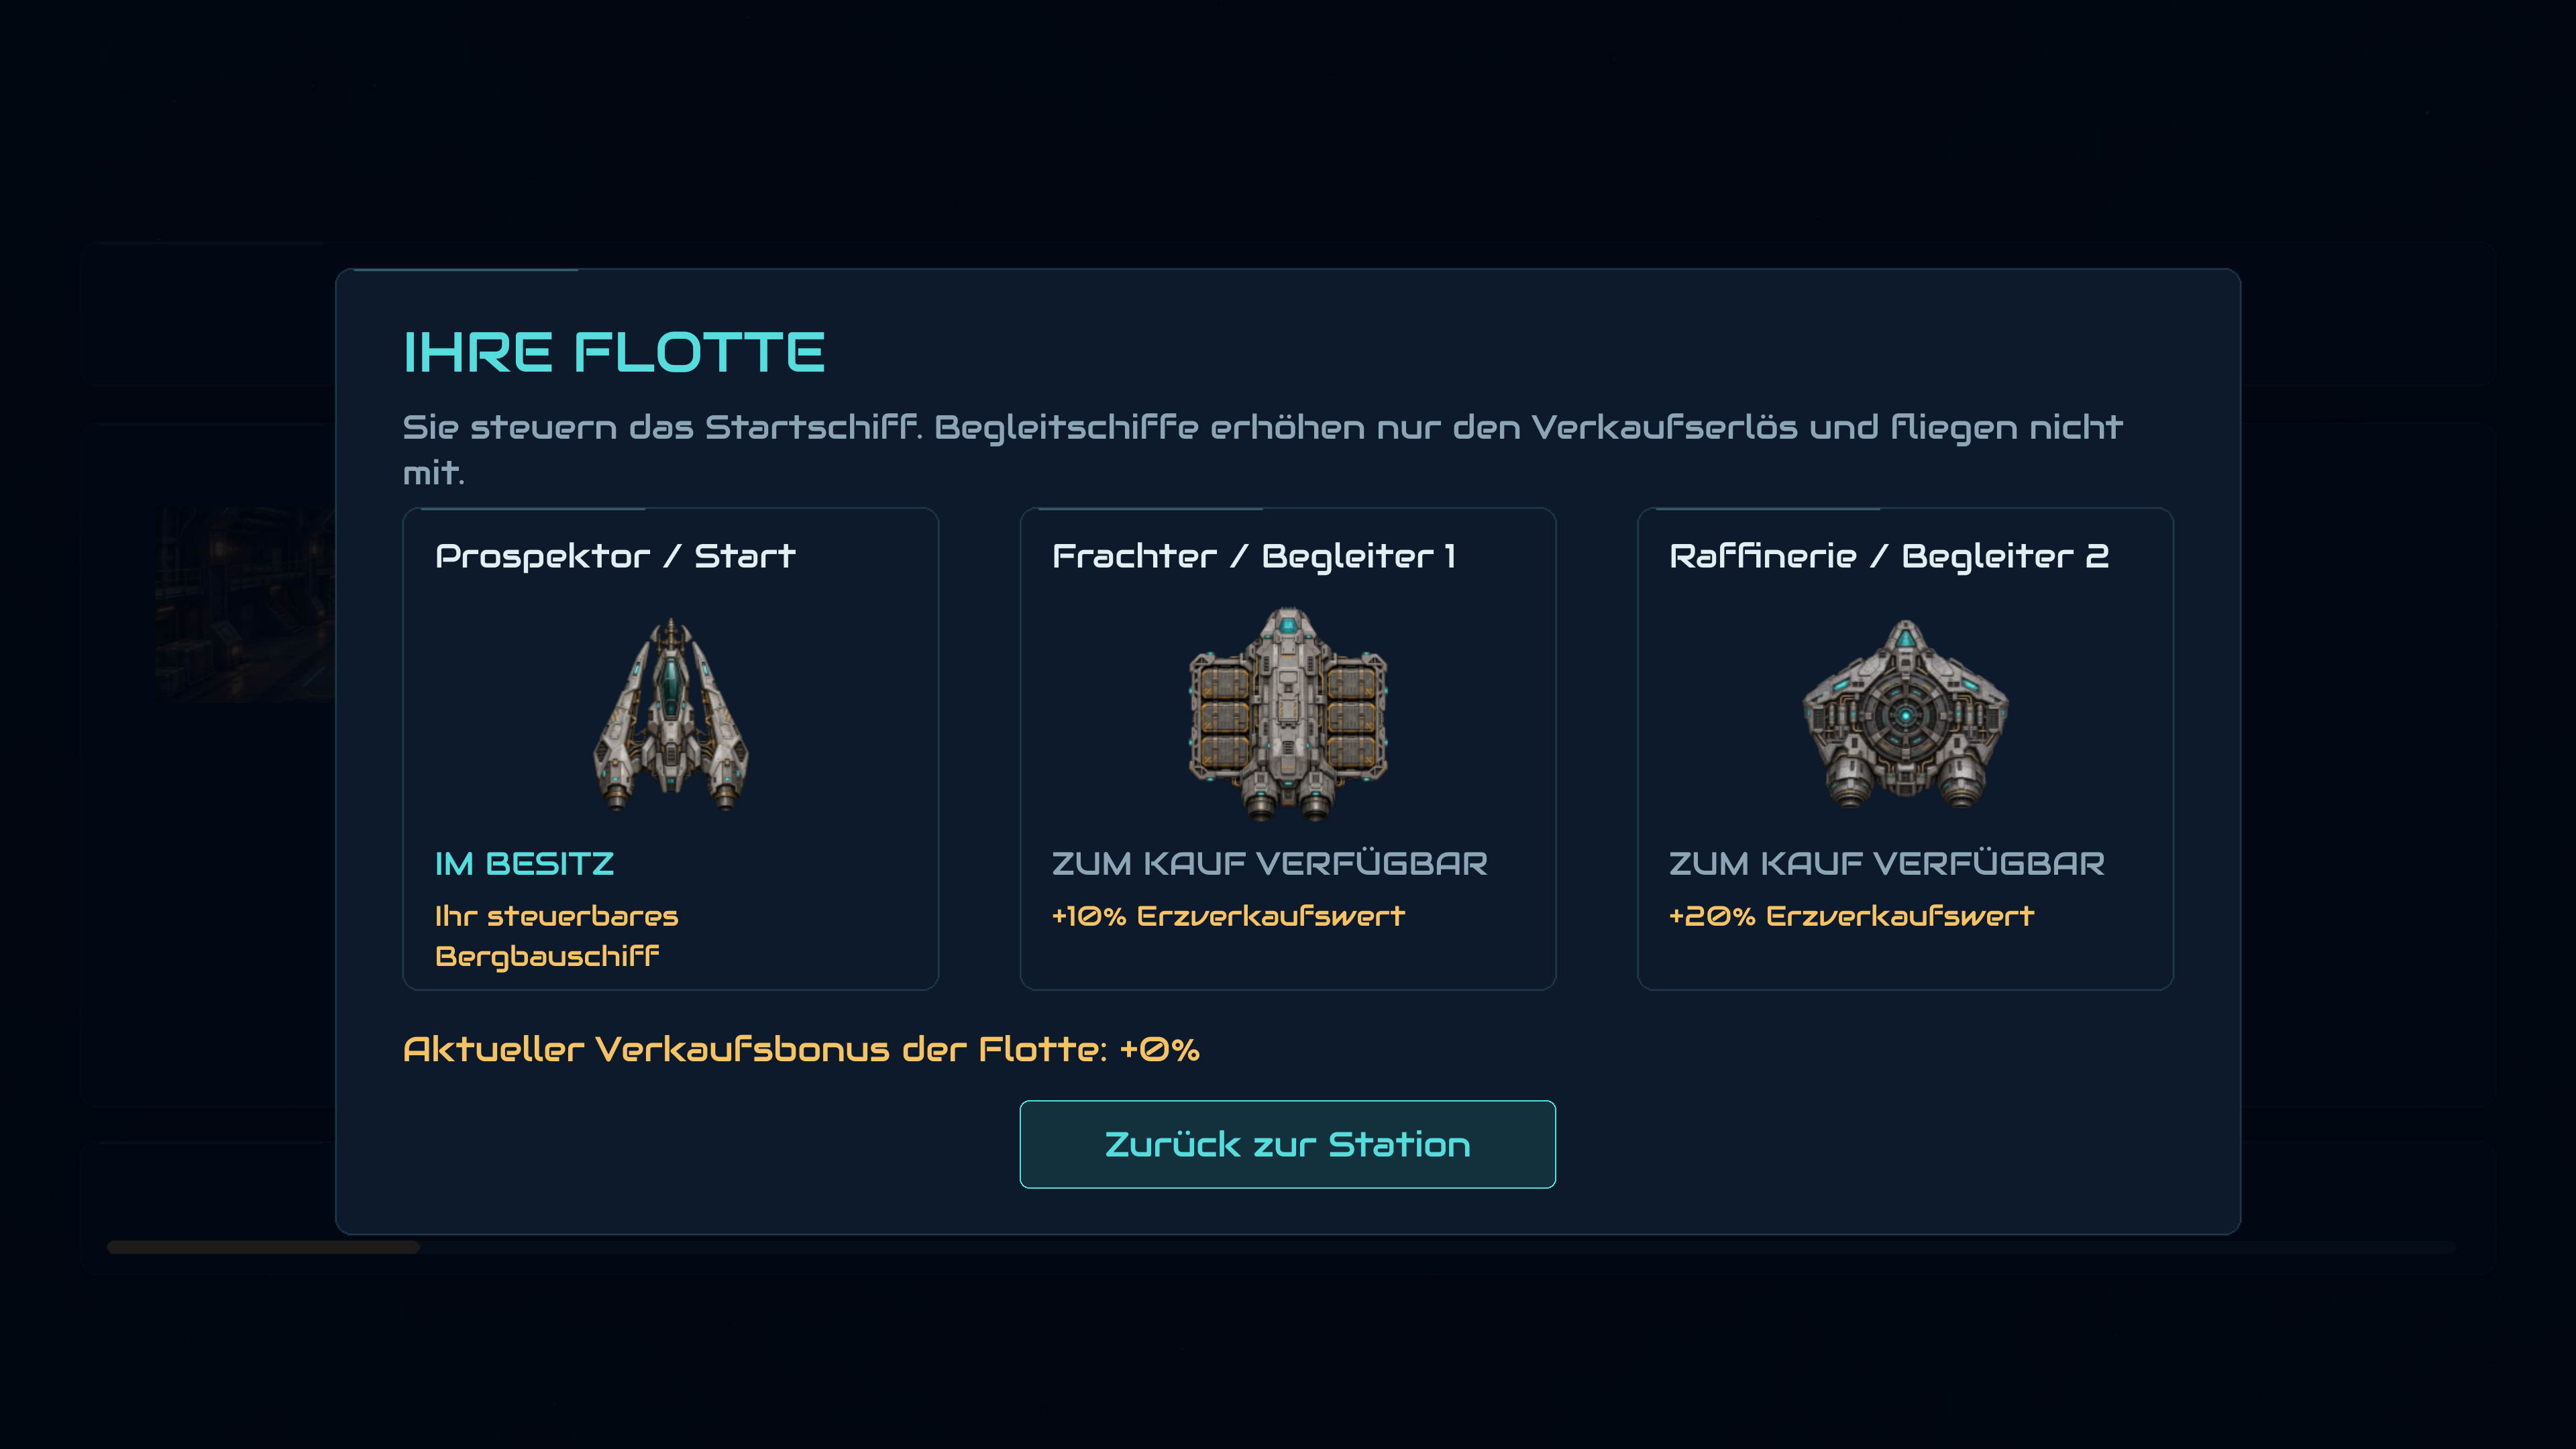 IHRE FLOTTE
Sie steuern das Startschiff. Begleitschiffe erhöhen nur den Verkaufserlös und fliegen nicht
mit.
Prospektor / Start
Frachter / Begleiter 1
Raffinerie / Begleiter 2
IM BESITZ
ZUM KAUF VERFÜGBAR
ZUM KAUF VERFÜGBAR
Ihr steuerbares
Bergbauschiff
+10% Erzverkaufswert
+20% Erzverkaufswert
Aktueller Verkaufsbonus der Flotte: +0%
Zurück zur Station